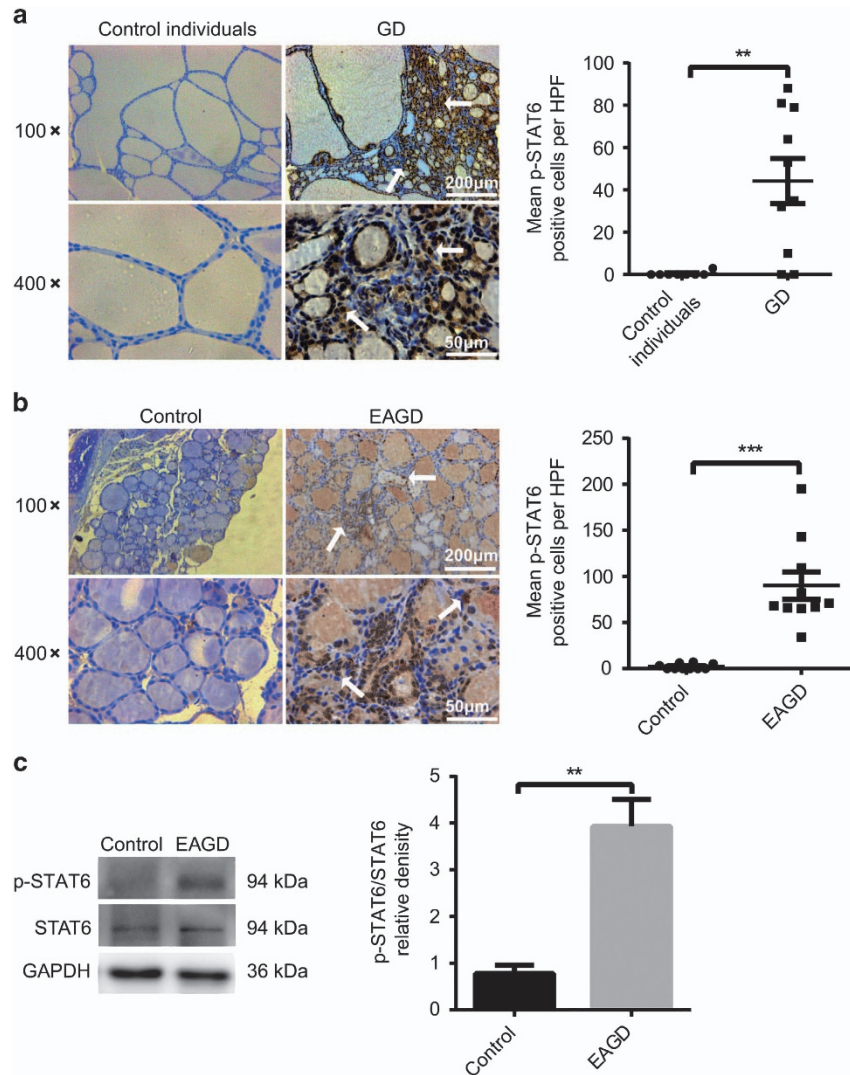 a
Control individuals
GD
100 ×
200μm
400 ×
50μm
Mean p-STAT6
positive cells per HPF
100
80
60
40
20
0
**
Control
individuals
GD
b
Control
EAGD
100 ×
200μm
400 ×
50μm
Mean p-STAT6
positive cells per HPF
250
200
150
100
50
0
***
Control
EAGD
c
Control EAGD
p-STAT6 94 kDa
STAT6 94 kDa
GAPDH 36 kDa
p-STAT6/STAT6
relative denisity
5
4
3
2
1
0
**
Control
EAGD